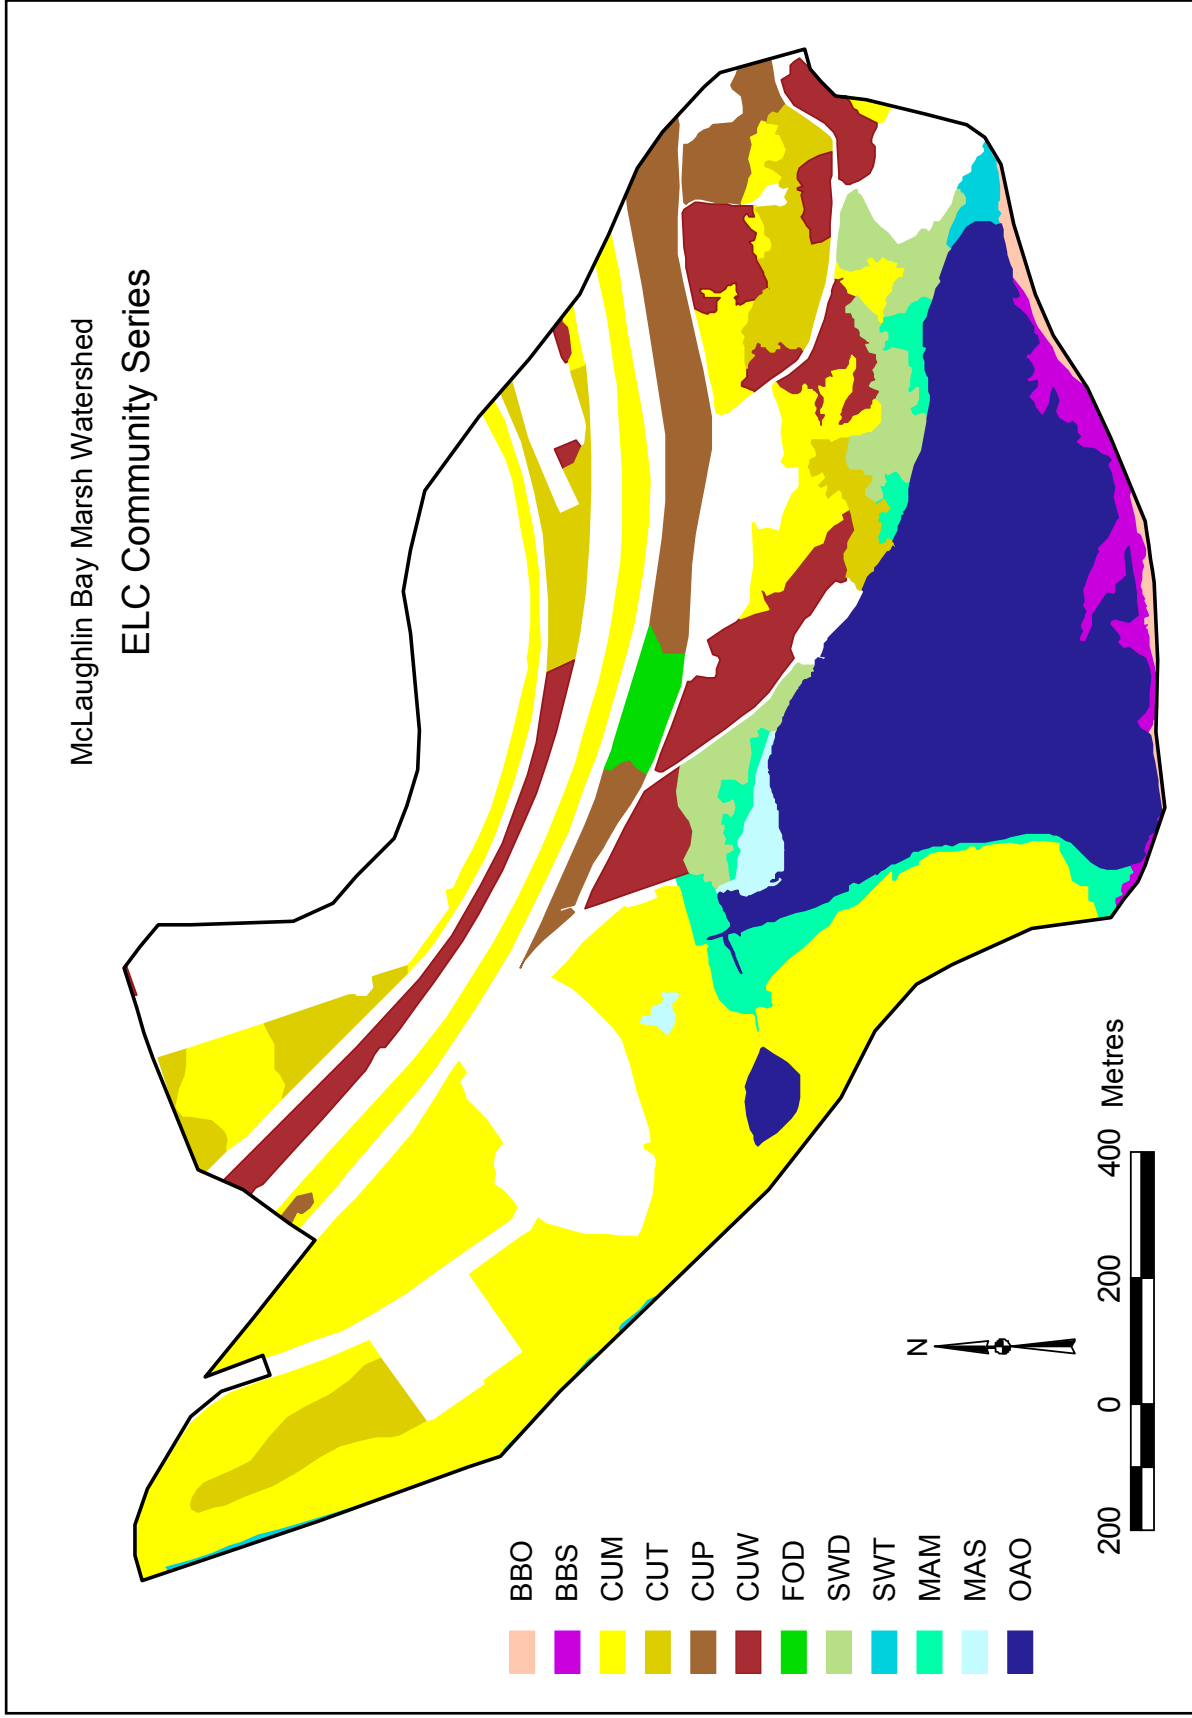 McLaughlin Bay Marsh Watershed
ELC Community Series
BBO
BBS
CUM
CUT
CUP
CUW
FOD
SWD
SWT
MAM
MAS
OAO
N
200 0 200 400 Metres